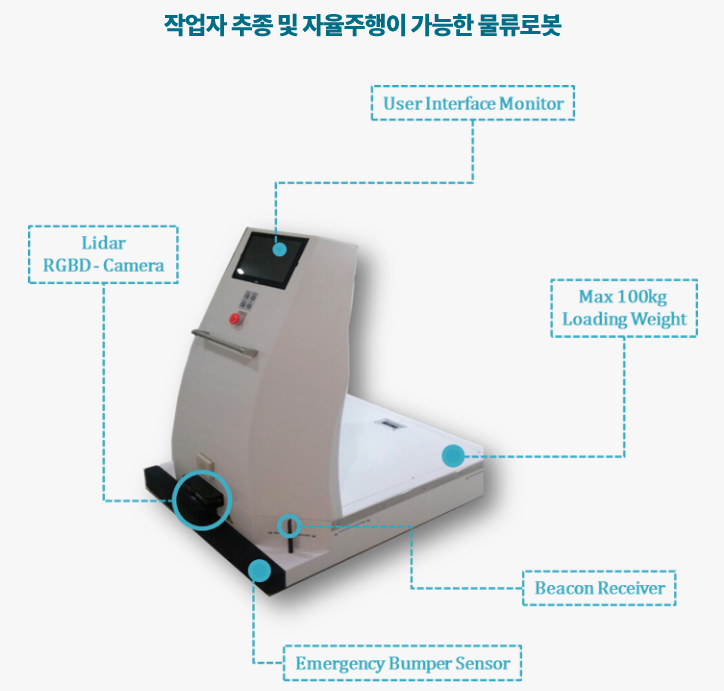 작업자 추종 및 자율주행이 가능한 물류로봇
User Interface Monitor
Lidar
RGBD - Camera
Max 100kg
Loading Weight
Beacon Receiver
Emergency Bumper Sensor